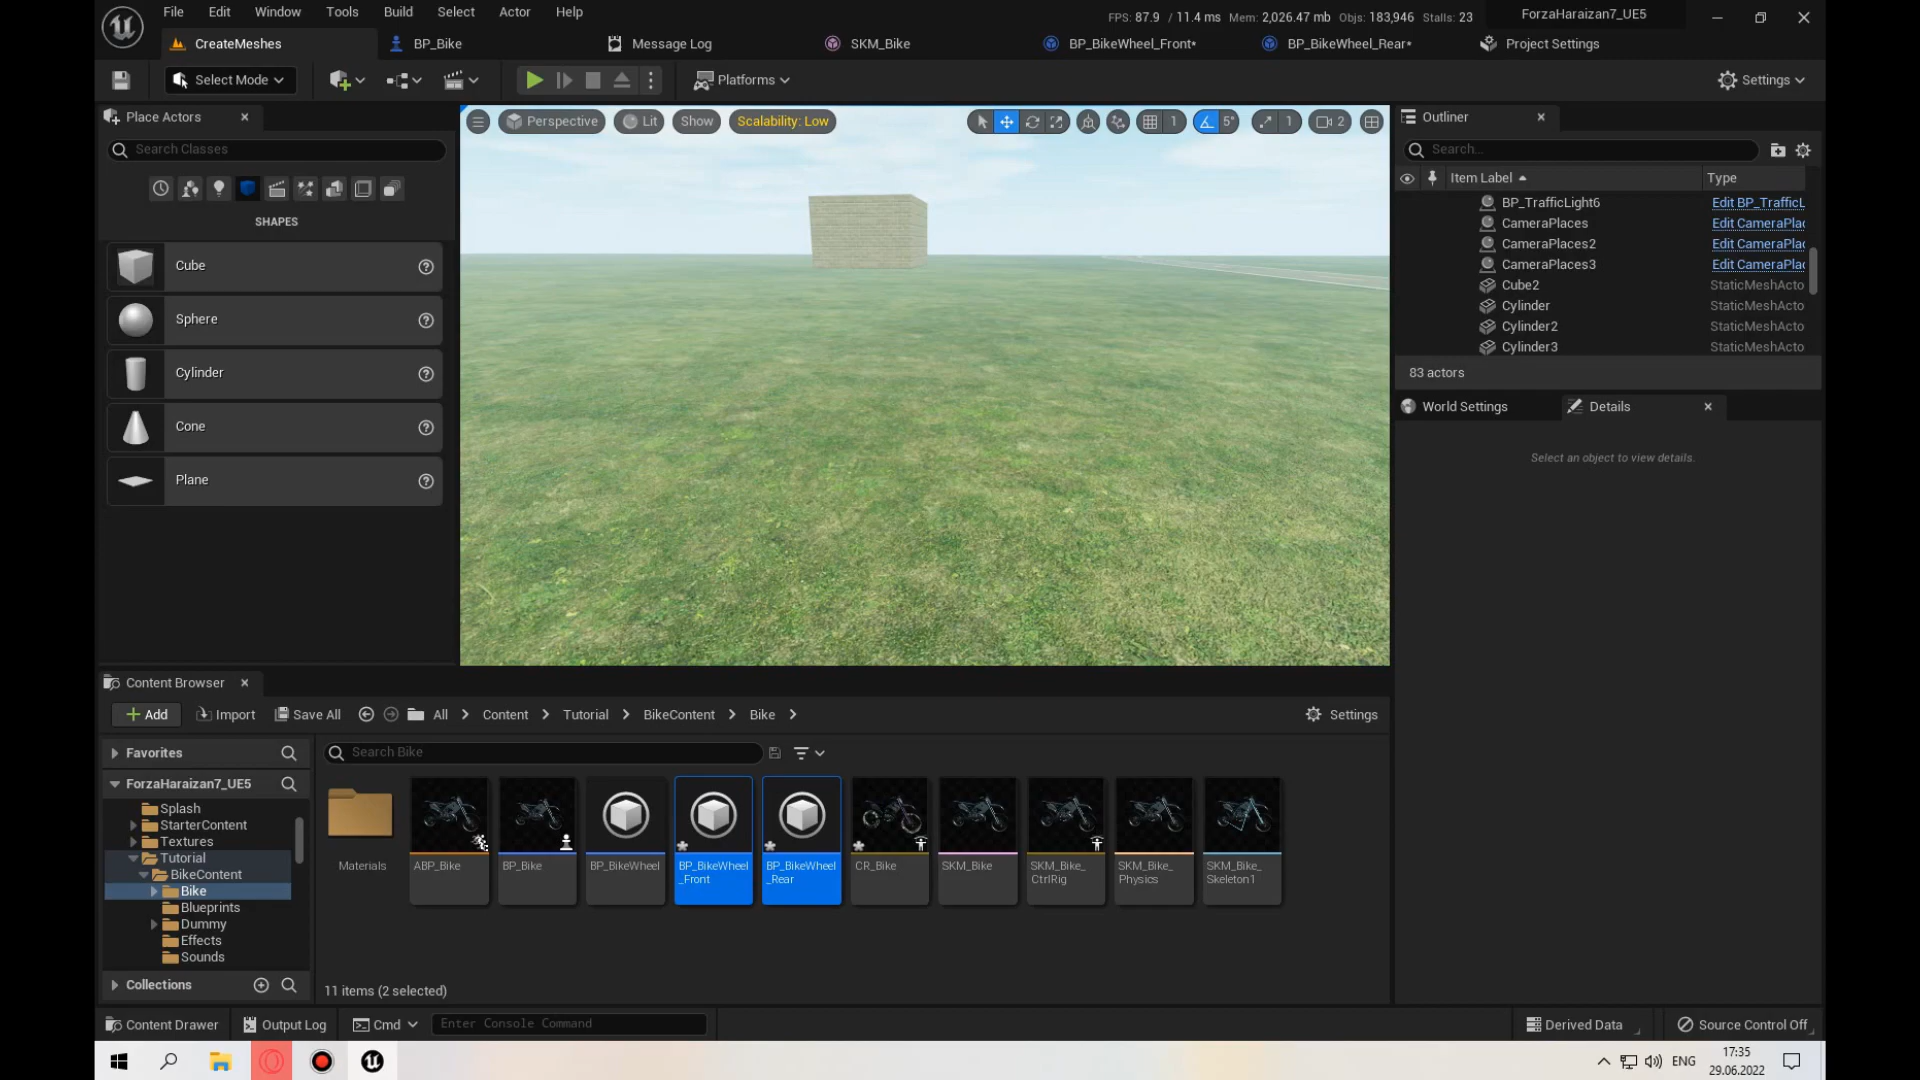 File Edit Window Tools Build Select Actor Help
FPS: 87.9 / 11.4 ms Mem: 2,026.47 mb Objs: 183,946 Stalls: 23
ForzaHaraizan7_UE5
CreateMeshes
BP_Bike
Message Log
SKM_Bike
BP_BikeWheel_Front*
BP_BikeWheel_Rear*
Project Settings
Select Mode
Platforms
Settings
Place Actors
Search Classes
SHAPES
Cube
Sphere
Cylinder
Cone
Plane
Perspective
Lit
Show
Scalability: Low
1
5°
1
2
Outliner
Search...
Item Label
Type
BP_TrafficLight6 Edit BP_TrafficL
CameraPlaces Edit CameraPlac
CameraPlaces2 Edit CameraPlac
CameraPlaces3 Edit CameraPlac
Cube2 StaticMeshActo
Cylinder StaticMeshActo
Cylinder2 StaticMeshActo
Cylinder3 StaticMeshActo
83 actors
World Settings
Details
Select an object to view details.
Content Browser
Add
Import
Save All
All
Content
Tutorial
BikeContent
Bike
Settings
Favorites
ForzaHaraizan7_UE5
Splash
StarterContent
Textures
Tutorial
BikeContent
Bike
Blueprints
Dummy
Effects
Sounds
Collections
Search Bike
Materials
ABP_Bike
BP_Bike
BP_BikeWheel
BP_BikeWheel
_Front
BP_BikeWheel
_Rear
CR_Bike
SKM_Bike
SKM_Bike_
CtrlRig
SKM_Bike_
Physics
SKM_Bike_
Skeleton1
11 items (2 selected)
Content Drawer
Output Log
Cmd
Enter Console Command
Derived Data
Source Control Off
ENG
17:35
29.06.2022